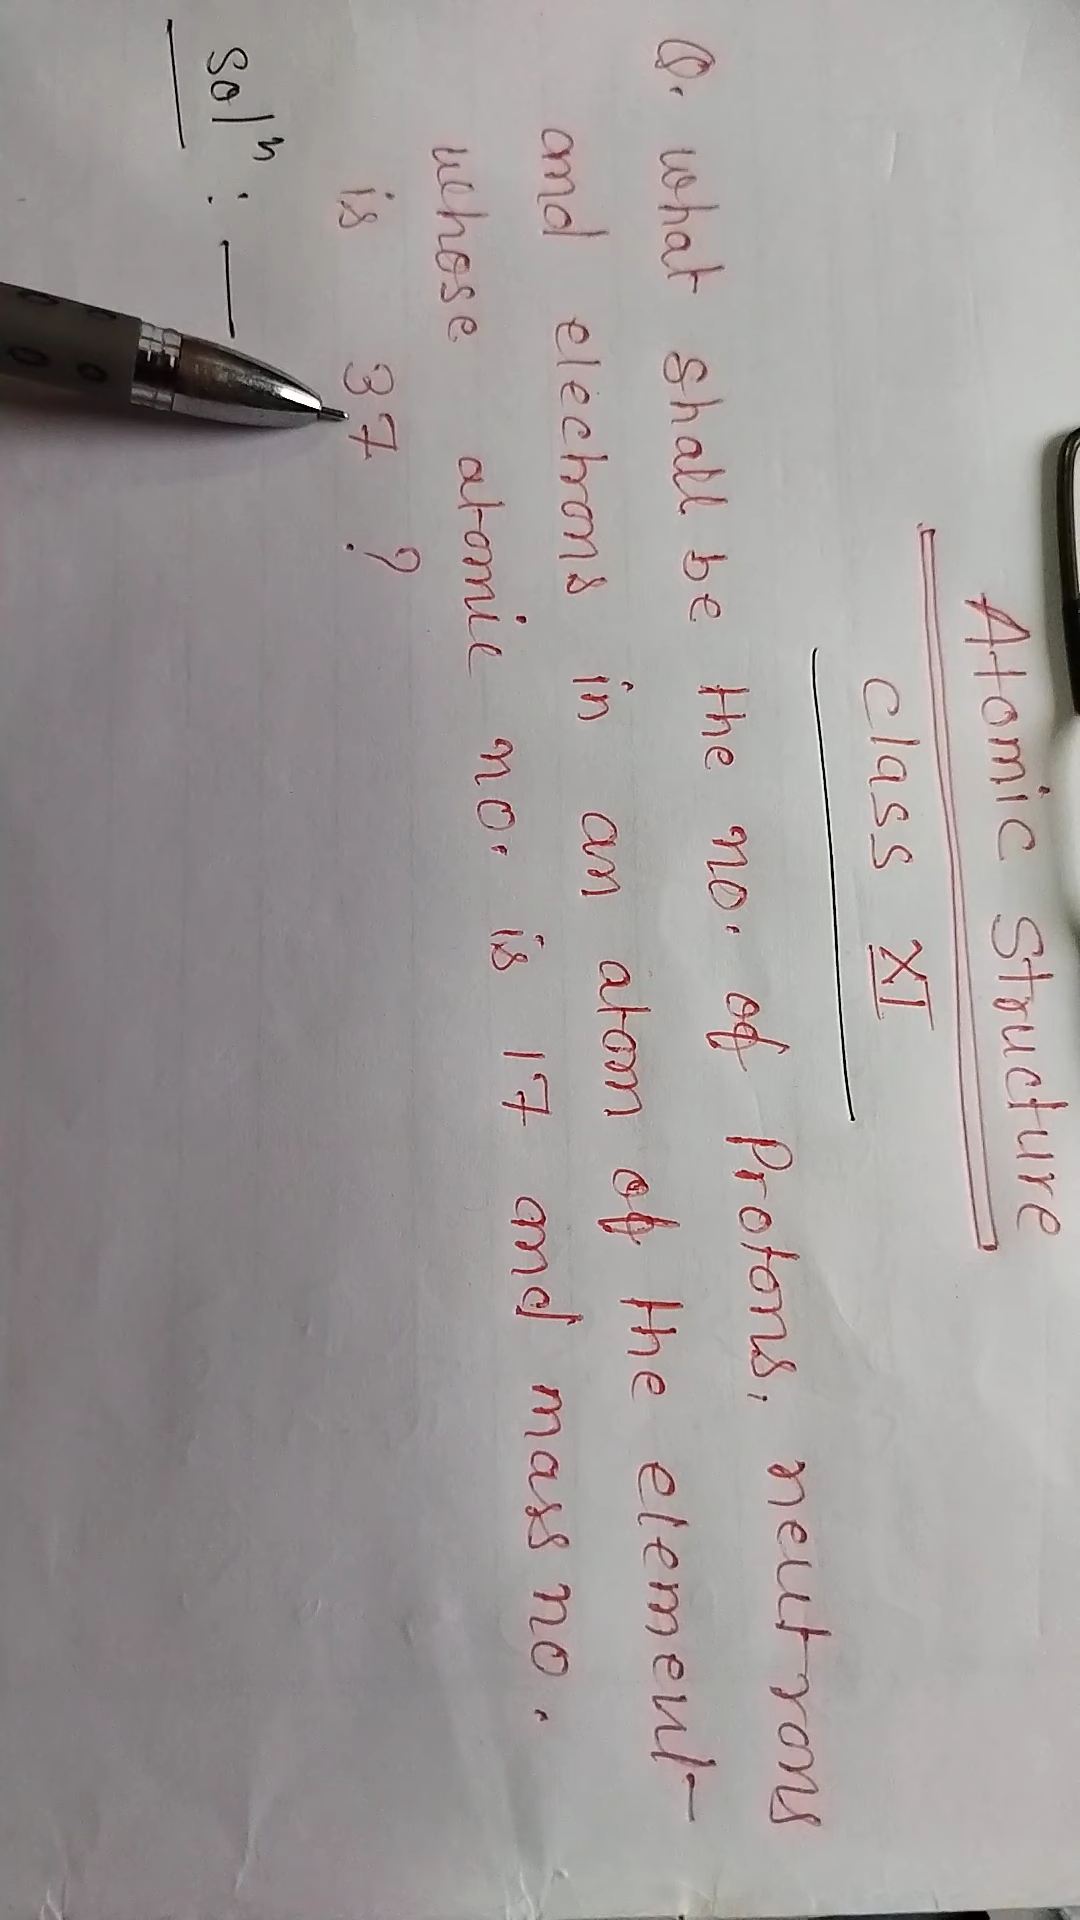 Atomic Structure
Class XI
Q. what shall be the no. of Protons, neutrons
and electrons in an atom of the element
whose atomic no. is 17 and mass no.
is 37 ?
Solⁿ : —